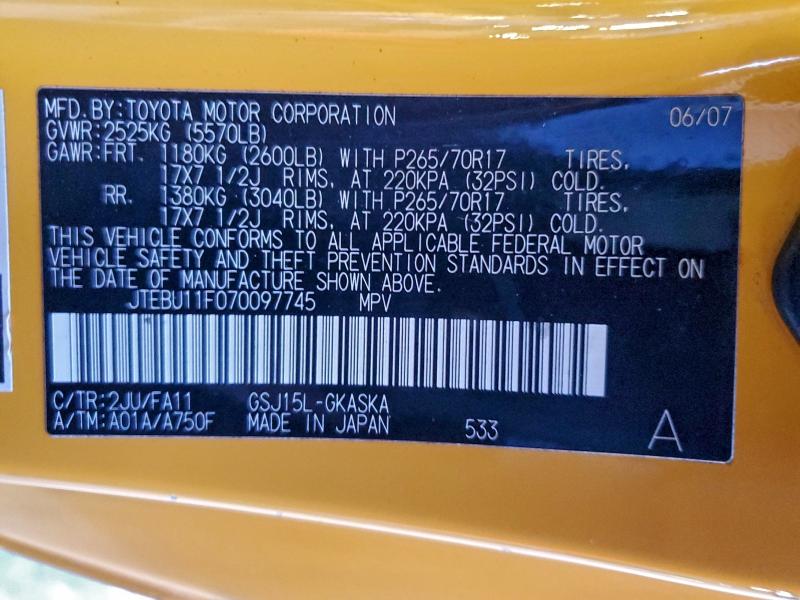 MFD.BY:TOYOTA MOTOR CORPORATION 06/07
GVWR:2525KG (5570LB)
GAWR:FRT. 1180KG (2600LB) WITH P265/70R17 TIRES,
17X7 1/2J RIMS, AT 220KPA (32PSI) COLD.
RR. 1380KG (3040LB) WITH P265/70R17 TIRES,
17X7 1/2J RIMS, AT 220KPA (32PSI) COLD.
THIS VEHICLE CONFORMS TO ALL APPLICABLE FEDERAL MOTOR
VEHICLE SAFETY AND THEFT PREVENTION STANDARDS IN EFFECT ON
THE DATE OF MANUFACTURE SHOWN ABOVE.
JTEBU11F070097745 MPV
C/TR:2JU/FA11 GSJ15L-GKASKA
A/TM:A01A/A750F MADE IN JAPAN 533 A